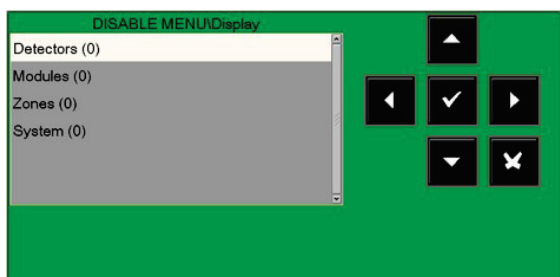 DISABLE MENU\Display
Detectors (0)
Modules (0)
Zones (0)
System (0)